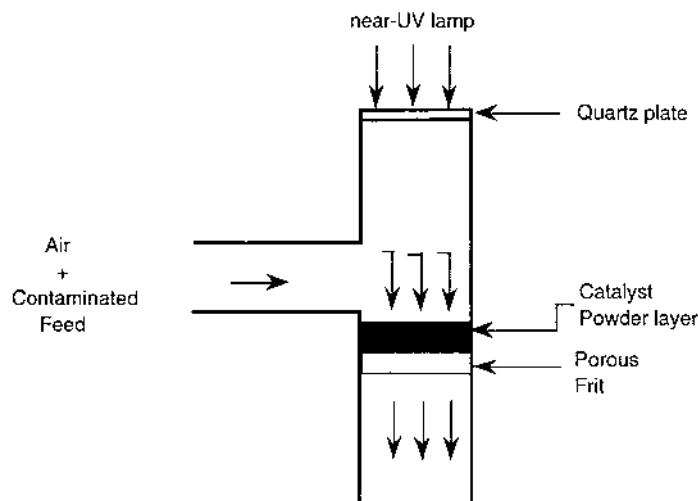 near-UV lamp
Quartz plate
Air
+
Contaminated
Feed
Catalyst
Powder layer
Porous
Frit